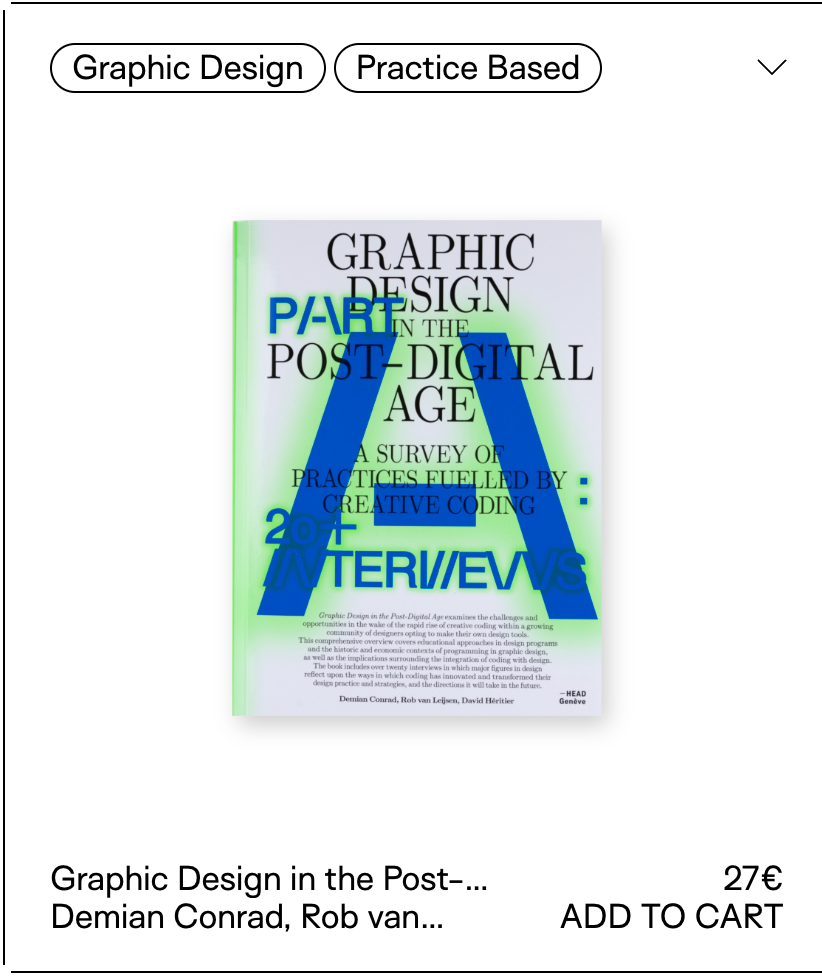 Graphic Design
Practice Based
GRAPHIC
DESIGN
PART
IN THE
POST–DIGITAL
AGE
A SURVEY OF
PRACTICES FUELLED BY
CREATIVE CODING
A:
20+
INTERVIEWS
Graphic Design in the Post-Digital Age examines the challenges and
opportunities in the wake of the rapid rise of creative coding within a growing
community of designers opting to make their own design tools.
This comprehensive overview covers educational approaches in design programs
and the historic and economic contexts of programming in graphic design,
as well as the implications surrounding the integration of coding with design.
The book includes over twenty interviews in which major figures in design
reflect upon the ways in which coding has innovated and transformed their
design practice and strategies, and the directions it will take in the future.
Demian Conrad, Rob van Leijsen, David Héritier
–HEAD
Genève
Graphic Design in the Post–...
27€
Demian Conrad, Rob van...
ADD TO CART